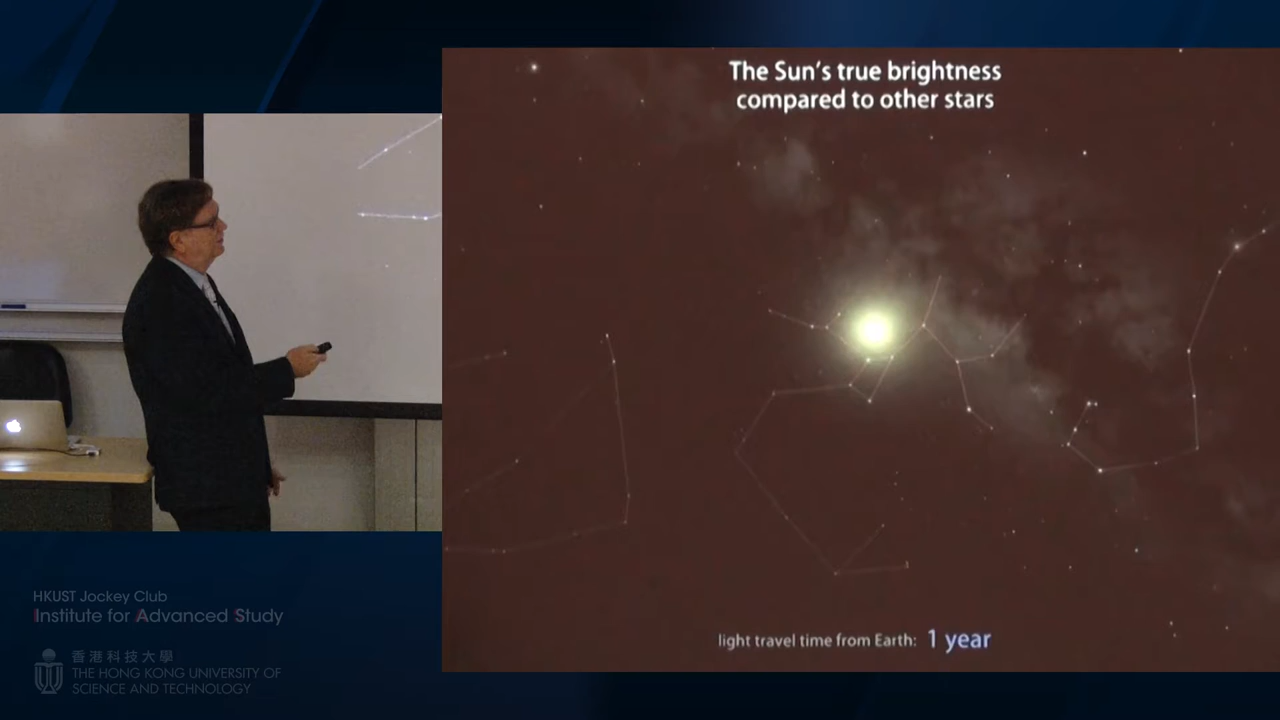 The Sun's true brightness
compared to other stars
light travel time from Earth: 1 year
HKUST Jockey Club
Institute for Advanced Study
香港科技大學
THE HONG KONG UNIVERSITY OF
SCIENCE AND TECHNOLOGY